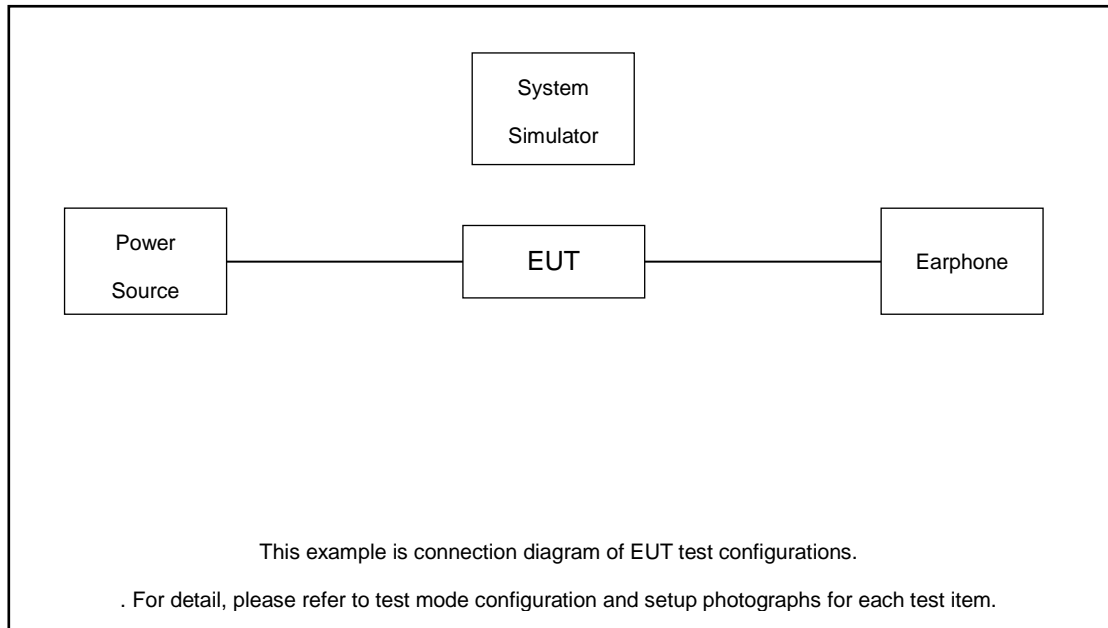 System
Simulator
Power
Source
EUT
Earphone
This example is connection diagram of EUT test configurations.
. For detail, please refer to test mode configuration and setup photographs for each test item.